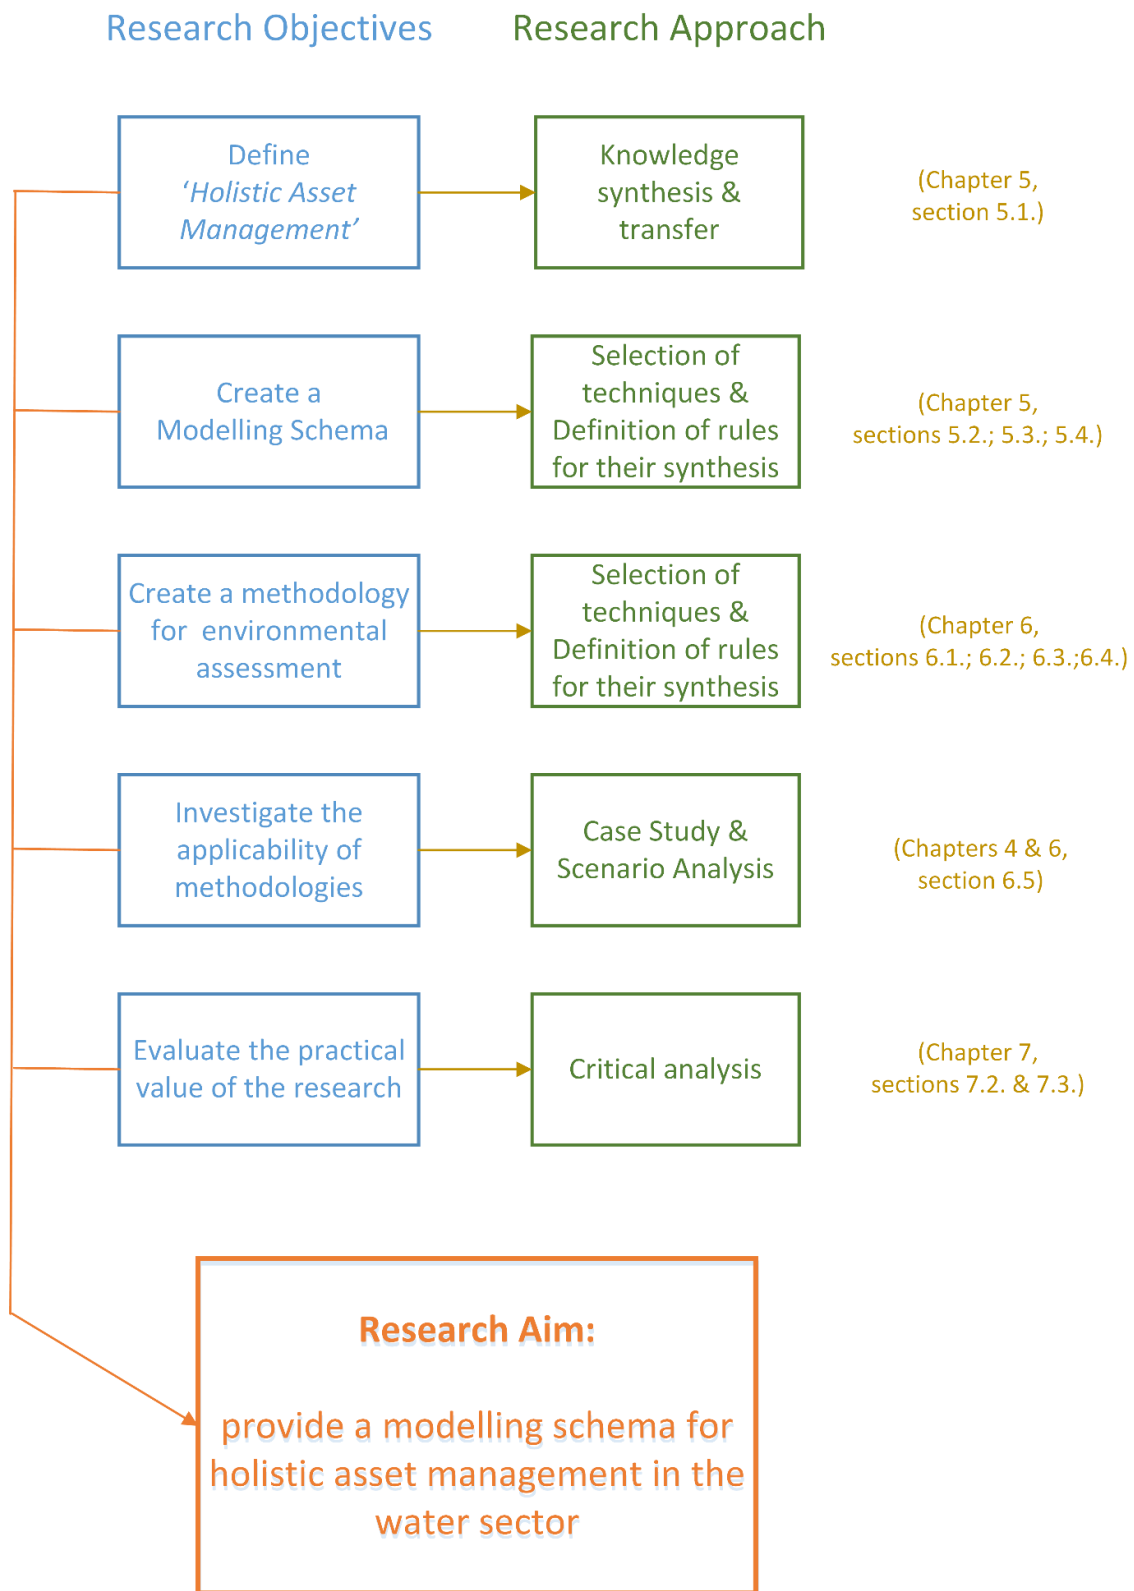 Research Objectives
Research Approach
Define
‘Holistic Asset
Management’
Knowledge
synthesis &
transfer
(Chapter 5,
section 5.1.)
Create a
Modelling Schema
Selection of
techniques &
Definition of rules
for their synthesis
(Chapter 5,
sections 5.2.; 5.3.; 5.4.)
Create a methodology
for environmental
assessment
Selection of
techniques &
Definition of rules
for their synthesis
(Chapter 6,
sections 6.1.; 6.2.; 6.3.;6.4.)
Investigate the
applicability of
methodologies
Case Study &
Scenario Analysis
(Chapters 4 & 6,
section 6.5)
Evaluate the practical
value of the research
Critical analysis
(Chapter 7,
sections 7.2. & 7.3.)
Research Aim:
provide a modelling schema for
holistic asset management in the
water sector